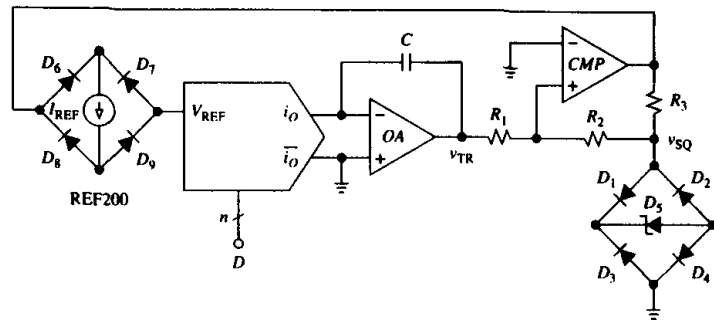 D6
D7
IREF
D8
D9
REF200
VREF
iO
iO
n
D
C
−
+
OA
vTR
R1
−
+
CMP
R2
R3
vSQ
D1
D2
D5
D3
D4